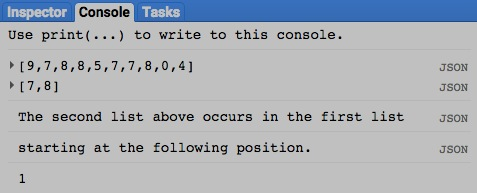 Inspector Console Tasks
Use print(...) to write to this console.
[9,7,8,8,5,7,7,8,0,4] JSON
[7,8] JSON
The second list above occurs in the first list JSON
starting at the following position. JSON
1